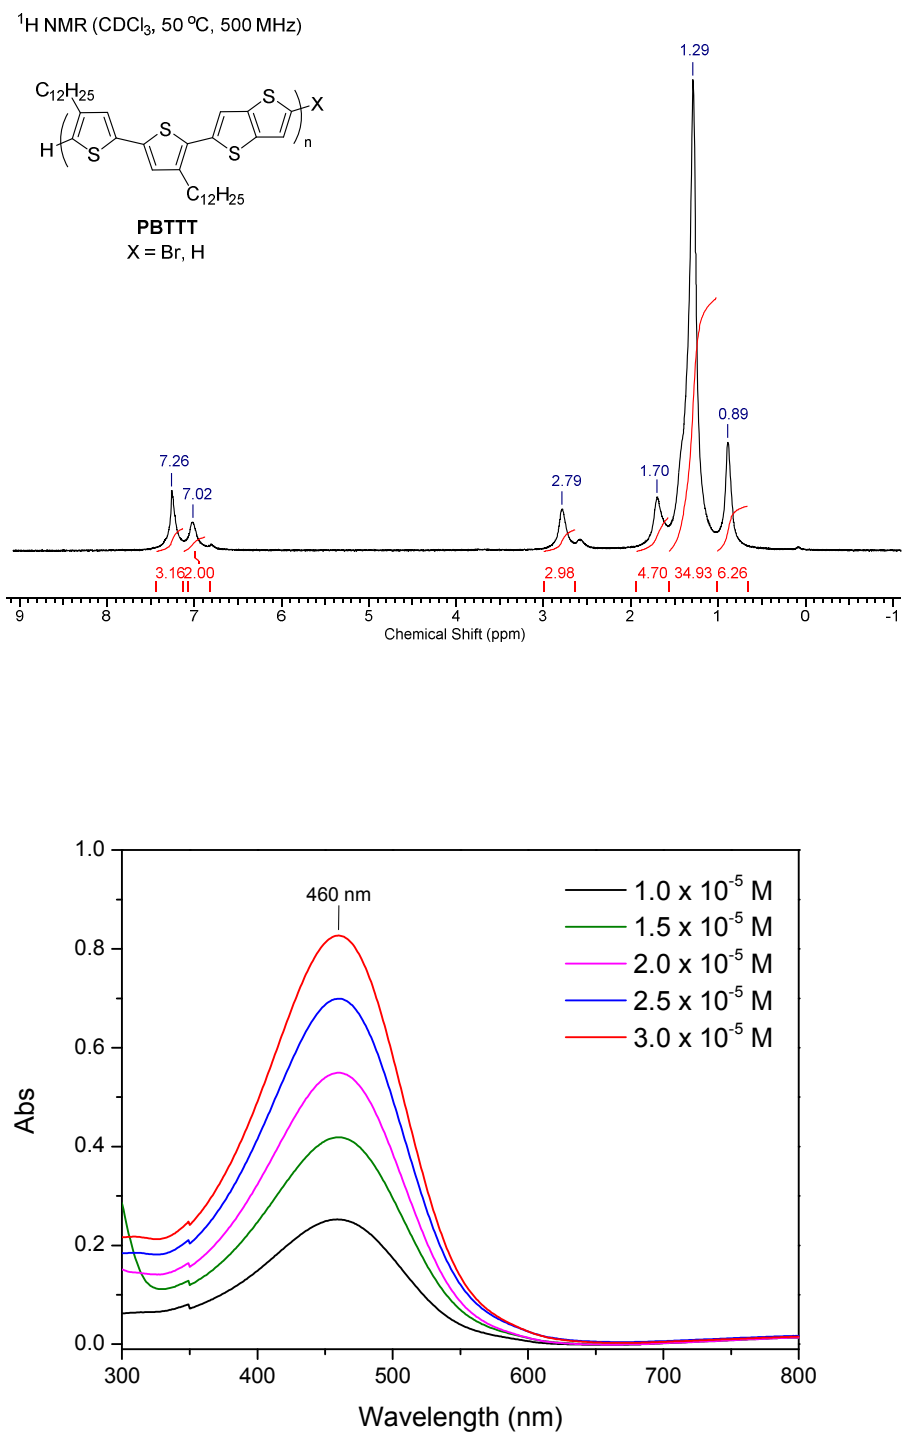 ¹H NMR (CDCl₃, 50 ⁰C, 500 MHz)
C₁₂H₂₅
S
X
S
H
S
S
n
C₁₂H₂₅
PBTTT
X = Br, H
1.29
0.89
7.26
7.02
2.79
1.70
3.16 2.00 2.98 4.70 34.93 6.26
9 8 7 6 5 4 3 2 1 0 -1
Chemical Shift (ppm)
1.0
0.8
0.6
0.4
0.2
0.0
Abs
460 nm
1.0 x 10⁻⁵ M
1.5 x 10⁻⁵ M
2.0 x 10⁻⁵ M
2.5 x 10⁻⁵ M
3.0 x 10⁻⁵ M
300 400 500 600 700 800
Wavelength (nm)